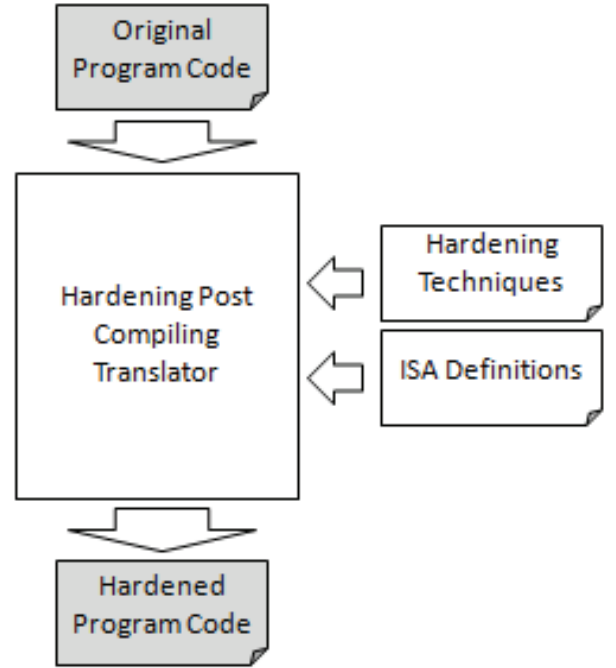 Original
Program Code
Hardening Post
Compiling
Translator
Hardening
Techniques
ISA Definitions
Hardened
Program Code